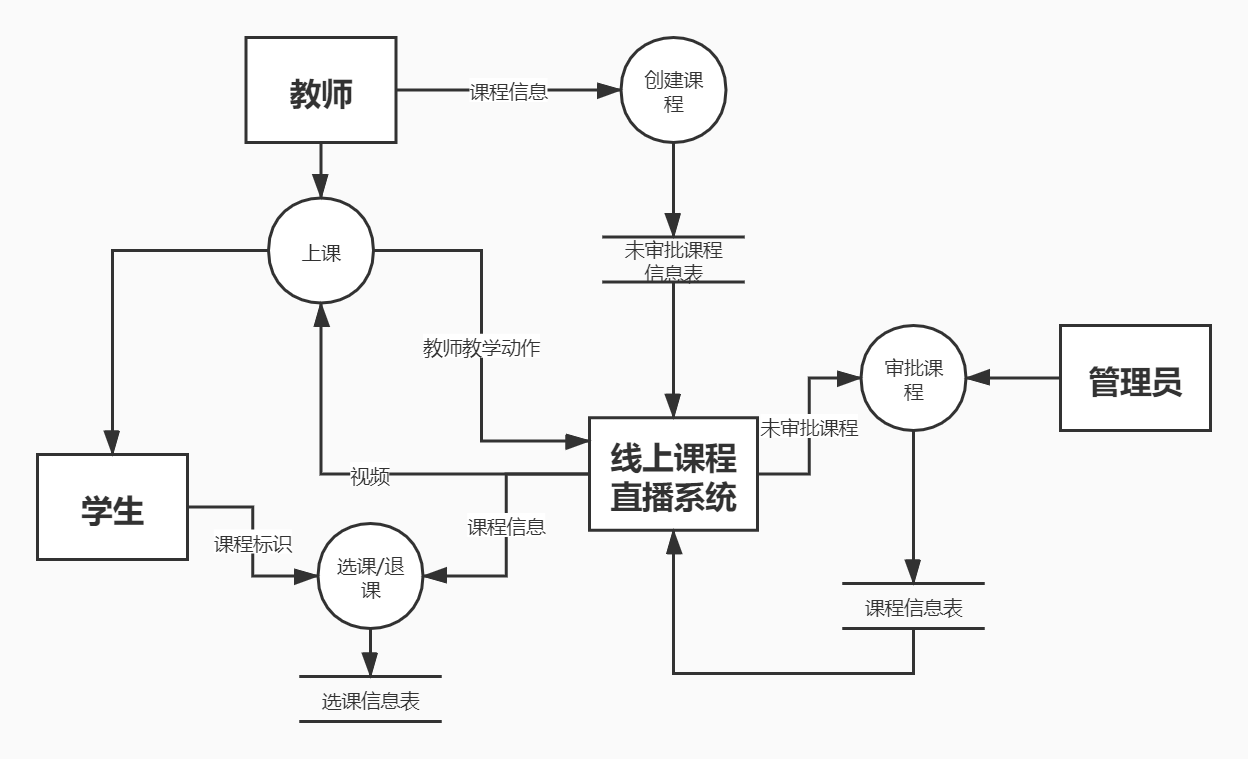 教师
课程信息
创建课
程
上课
未审批课程
信息表
教师教学动作
审批课
程
管理员
未审批课程
线上课程
直播系统
视频
学生
课程信息
课程标识
选课/退
课
课程信息表
选课信息表